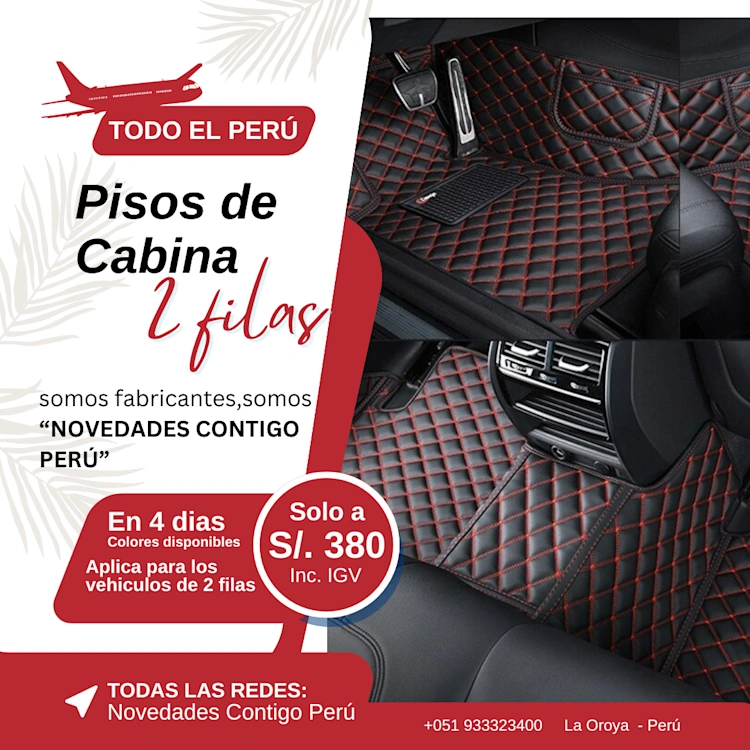 TODO EL PERÚ
Pisos de
Cabina
2 filas
somos fabricantes,somos
“NOVEDADES CONTIGO
PERÚ”
En 4 dias
Colores disponibles
Aplica para los
vehiculos de 2 filas
Solo a
S/. 380
Inc. IGV
TODAS LAS REDES:
Novedades Contigo Perú
+051 933323400 La Oroya - Perú